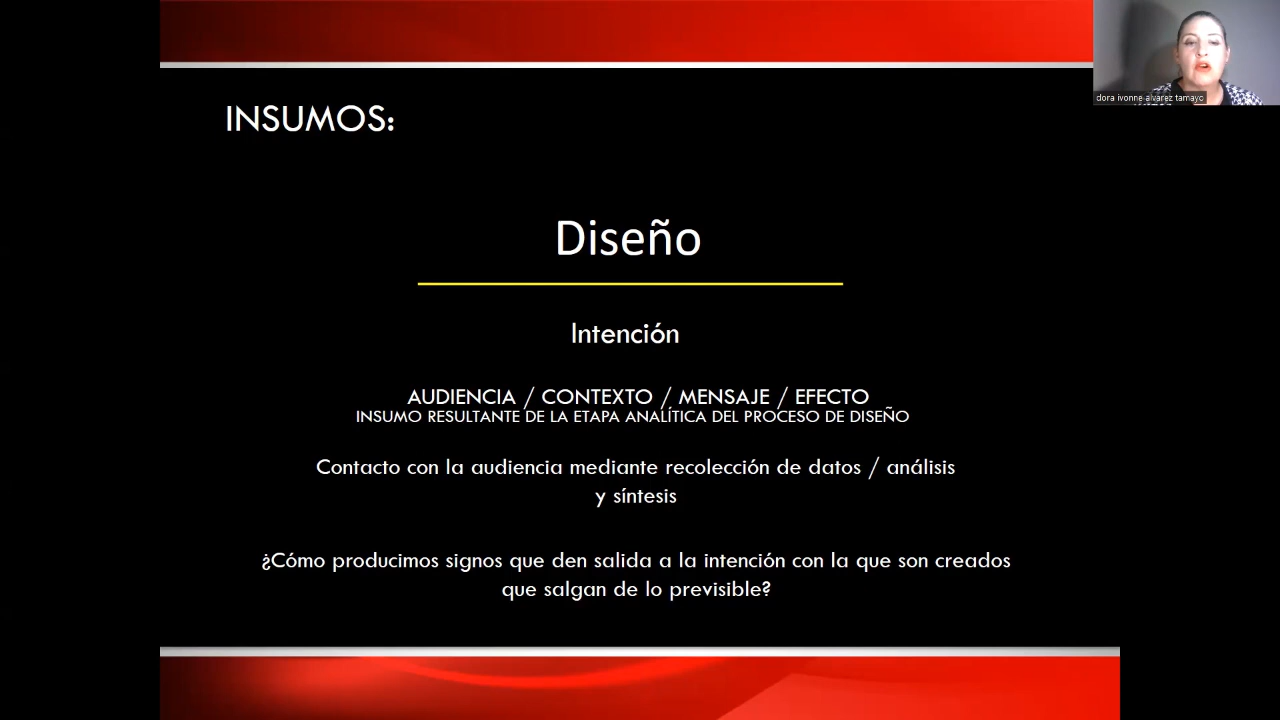 dora ivonne alvarez tamayo
INSUMOS:
Diseño
Intención
AUDIENCIA / CONTEXTO / MENSAJE / EFECTO
INSUMO RESULTANTE DE LA ETAPA ANALÍTICA DEL PROCESO DE DISEÑO
Contacto con la audiencia mediante recolección de datos / análisis
y síntesis
¿Cómo producimos signos que den salida a la intención con la que son creados
que salgan de lo previsible?